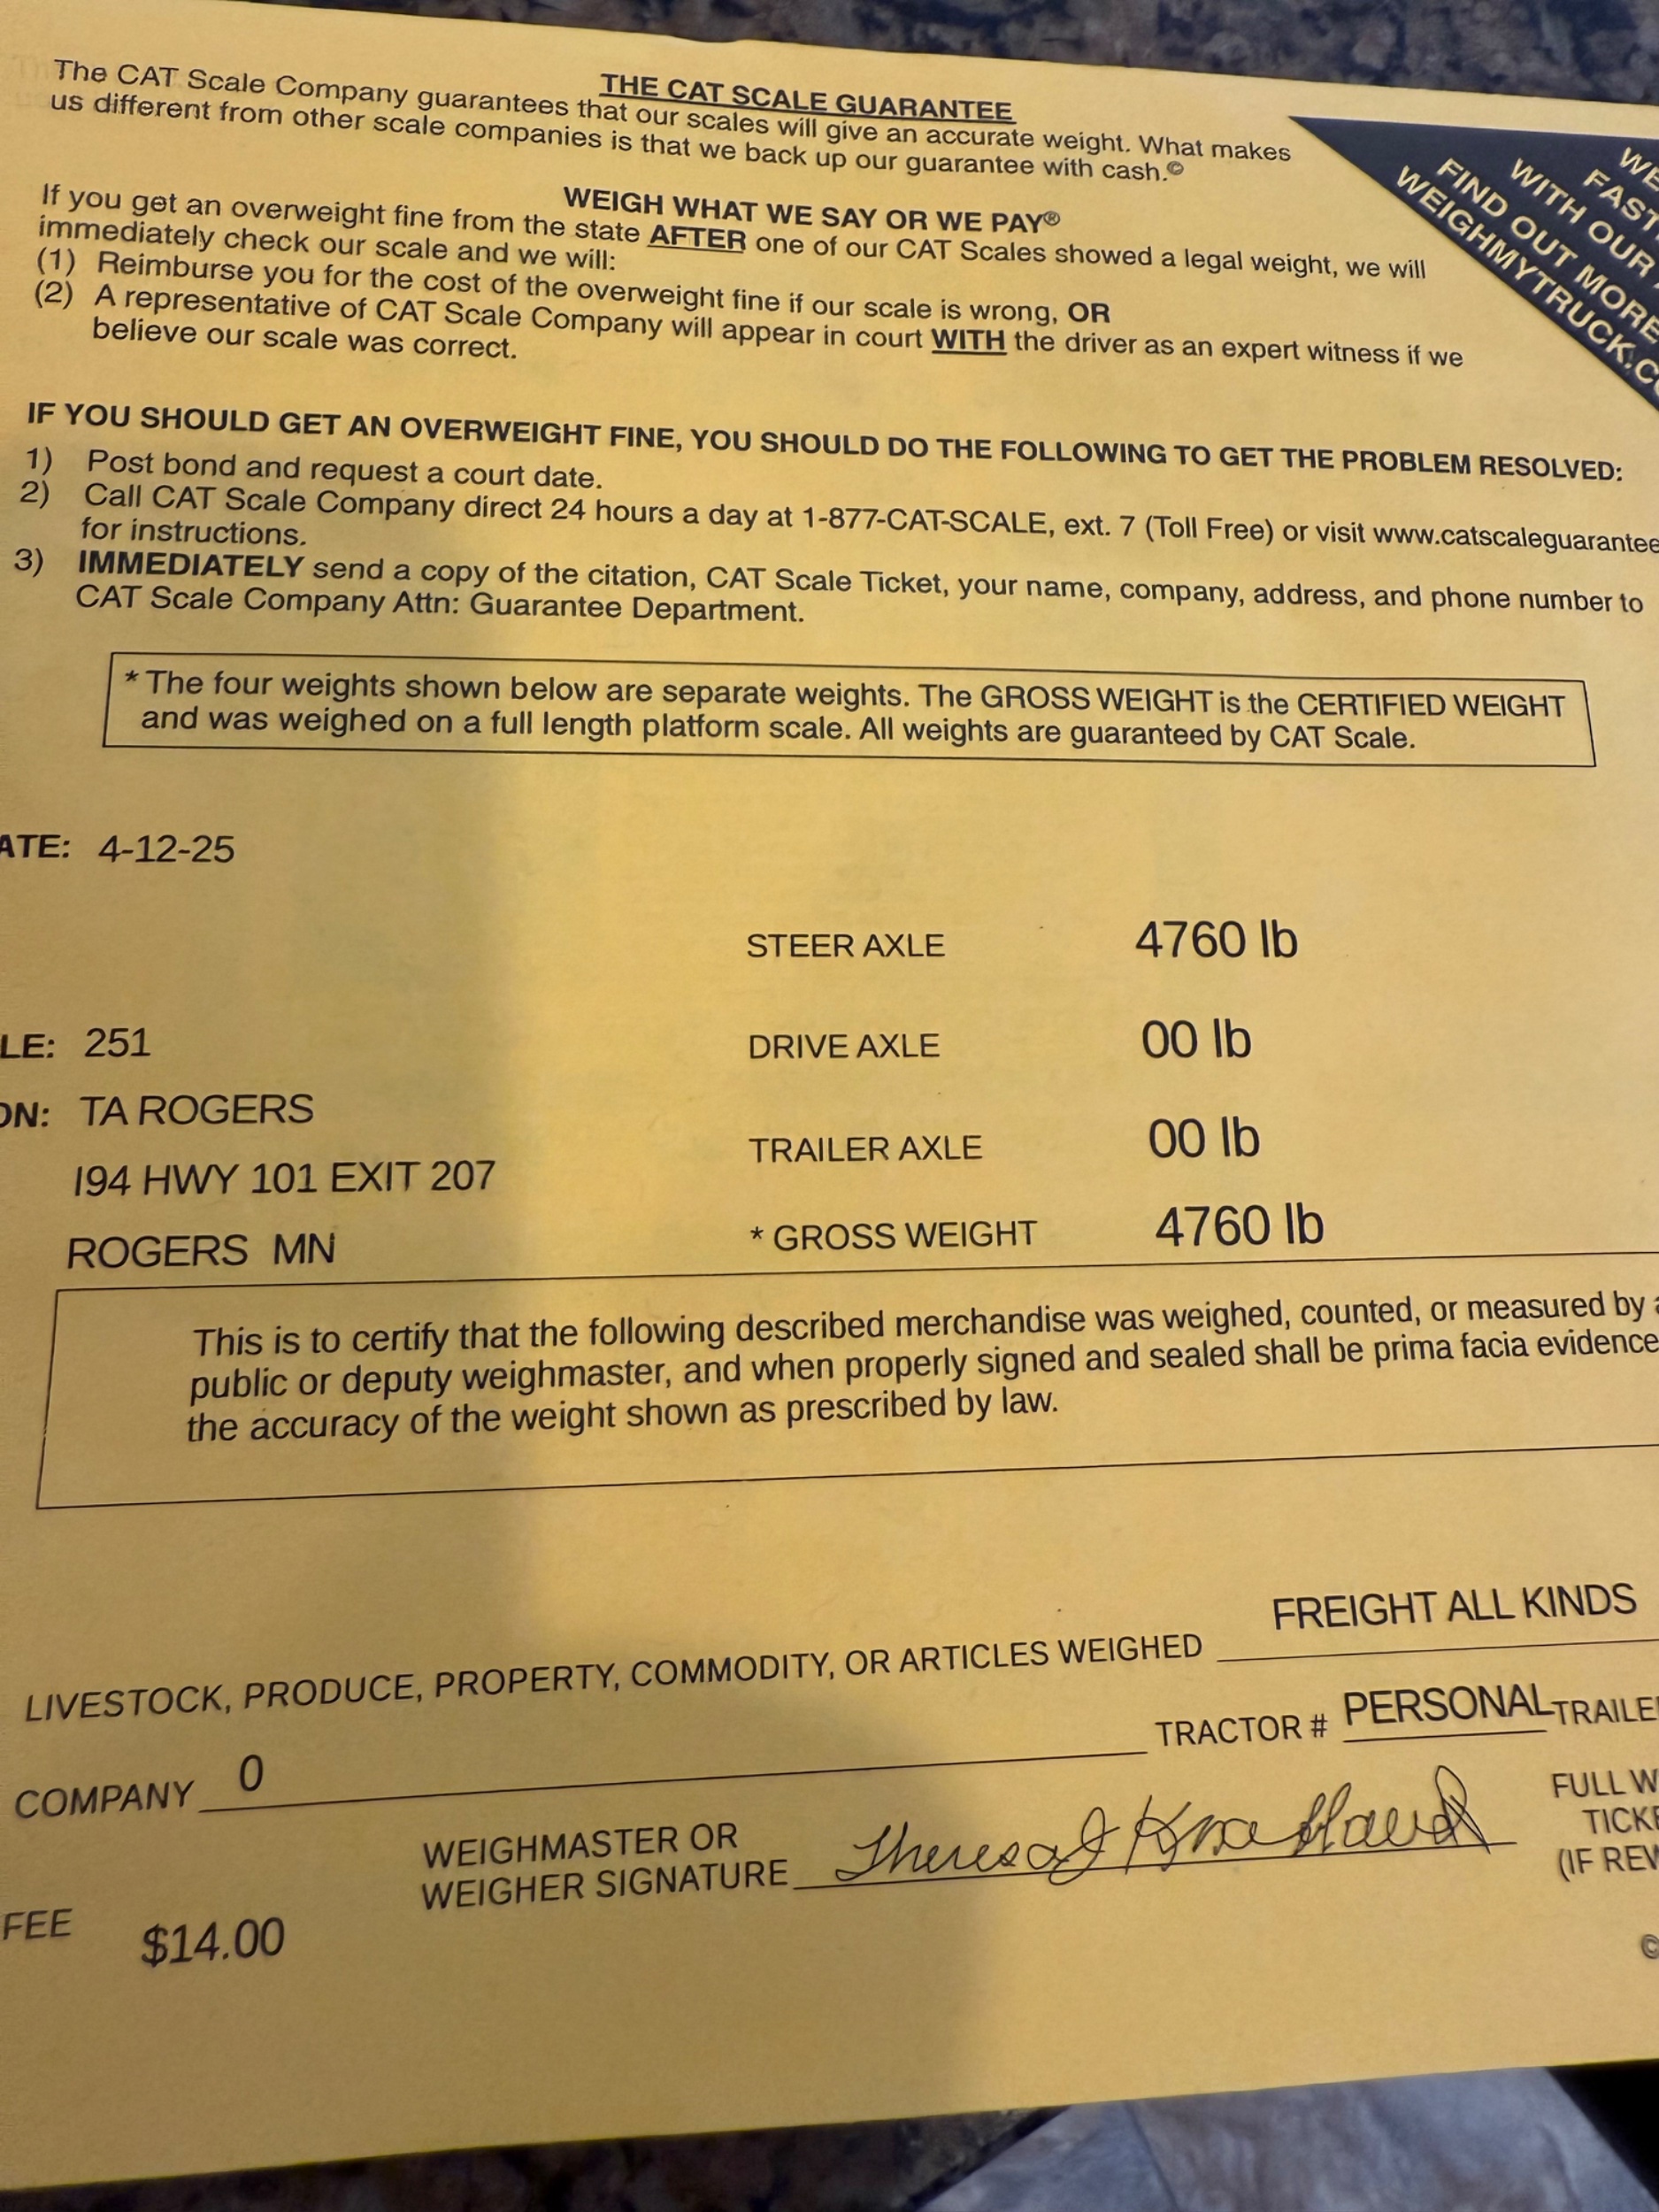 THE CAT SCALE GUARANTEE
The CAT Scale Company guarantees that our scales will give an accurate weight. What makes
us different from other scale companies is that we back up our guarantee with cash.©
WEIGH WHAT WE SAY OR WE PAY®
If you get an overweight fine from the state AFTER one of our CAT Scales showed a legal weight, we will
immediately check our scale and we will:
(1) Reimburse you for the cost of the overweight fine if our scale is wrong, OR
(2) A representative of CAT Scale Company will appear in court WITH the driver as an expert witness if we
believe our scale was correct.
WE
FAST
WITH OUR
FIND OUT MORE
WEIGHMYTRUCK.CO
IF YOU SHOULD GET AN OVERWEIGHT FINE, YOU SHOULD DO THE FOLLOWING TO GET THE PROBLEM RESOLVED:
1) Post bond and request a court date.
2) Call CAT Scale Company direct 24 hours a day at 1-877-CAT-SCALE, ext. 7 (Toll Free) or visit www.catscaleguarantee
for instructions.
3) IMMEDIATELY send a copy of the citation, CAT Scale Ticket, your name, company, address, and phone number to
CAT Scale Company Attn: Guarantee Department.
* The four weights shown below are separate weights. The GROSS WEIGHT is the CERTIFIED WEIGHT
and was weighed on a full length platform scale. All weights are guaranteed by CAT Scale.
ATE: 4-12-25
STEER AXLE 4760 lb
LE: 251 DRIVE AXLE 00 lb
ON: TA ROGERS
TRAILER AXLE 00 lb
I94 HWY 101 EXIT 207
ROGERS MN * GROSS WEIGHT 4760 lb
This is to certify that the following described merchandise was weighed, counted, or measured by a
public or deputy weighmaster, and when properly signed and sealed shall be prima facia evidence
the accuracy of the weight shown as prescribed by law.
LIVESTOCK, PRODUCE, PROPERTY, COMMODITY, OR ARTICLES WEIGHED FREIGHT ALL KINDS
COMPANY 0 TRACTOR # PERSONAL TRAILE
FULL W
TICKE
(IF REW
WEIGHMASTER OR
WEIGHER SIGNATURE Theresa J
FEE $14.00
©